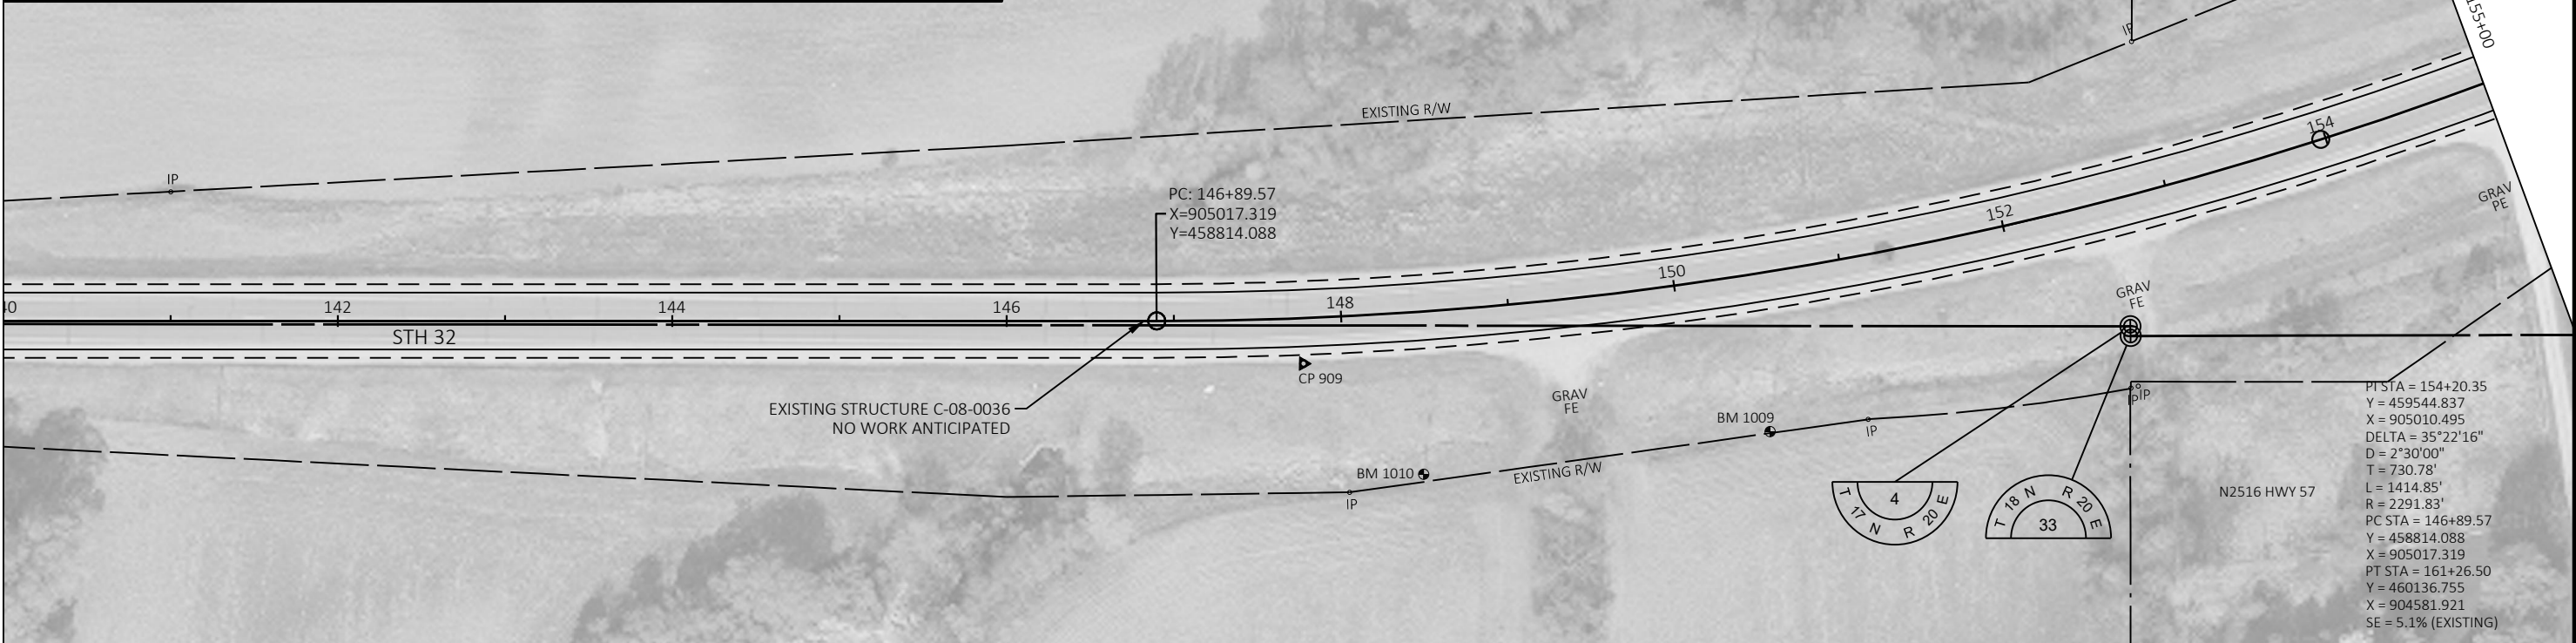 155+00
IP
EXISTING R/W
154
IP
PC: 146+89.57
X=905017.319
Y=458814.088
GRAV
PE
152
150
40
142
144
146
148
GRAV
FE
STH 32
CP 909
PI STA = 154+20.35
Y = 459544.837
X = 905010.495
DELTA = 35°22'16"
D = 2°30'00"
T = 730.78'
L = 1414.85'
R = 2291.83'
PC STA = 146+89.57
Y = 458814.088
X = 905017.319
PT STA = 161+26.50
Y = 460136.755
X = 904581.921
SE = 5.1% (EXISTING)
IP
IP
GRAV
FE
EXISTING STRUCTURE C-08-0036
NO WORK ANTICIPATED
BM 1009
IP
BM 1010
EXISTING R/W
IP
4
T 17 N R 20 E
T 18 N R 20 E
33
N2516 HWY 57